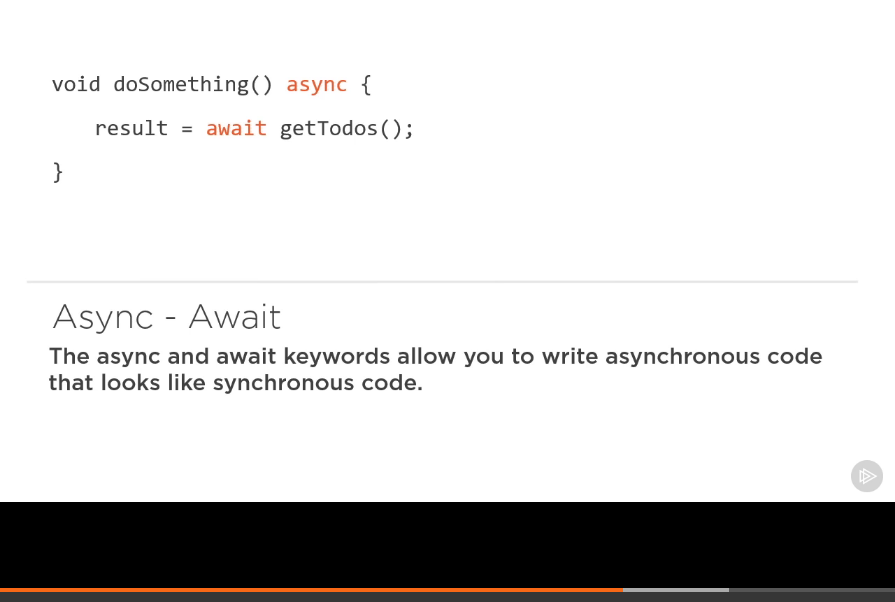 void doSomething() async {
result = await getTodos();
}
Async - Await
The async and await keywords allow you to write asynchronous code
that looks like synchronous code.